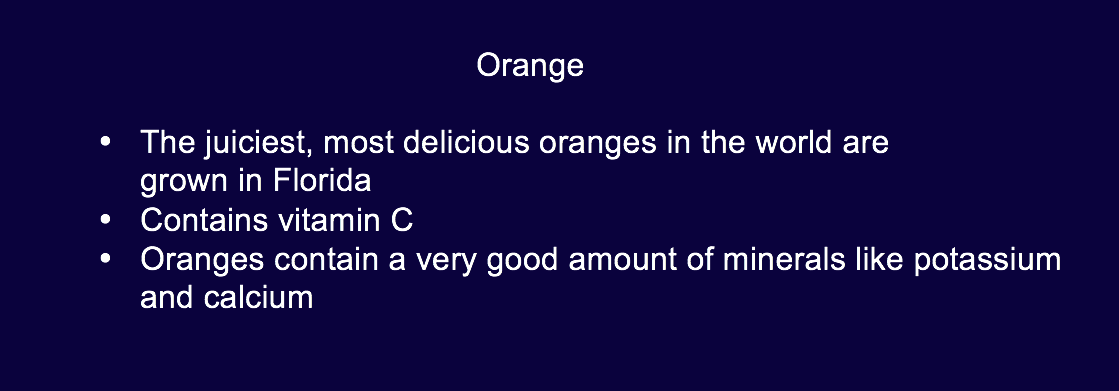 Orange
• The juiciest, most delicious oranges in the world are
grown in Florida
• Contains vitamin C
• Oranges contain a very good amount of minerals like potassium
and calcium